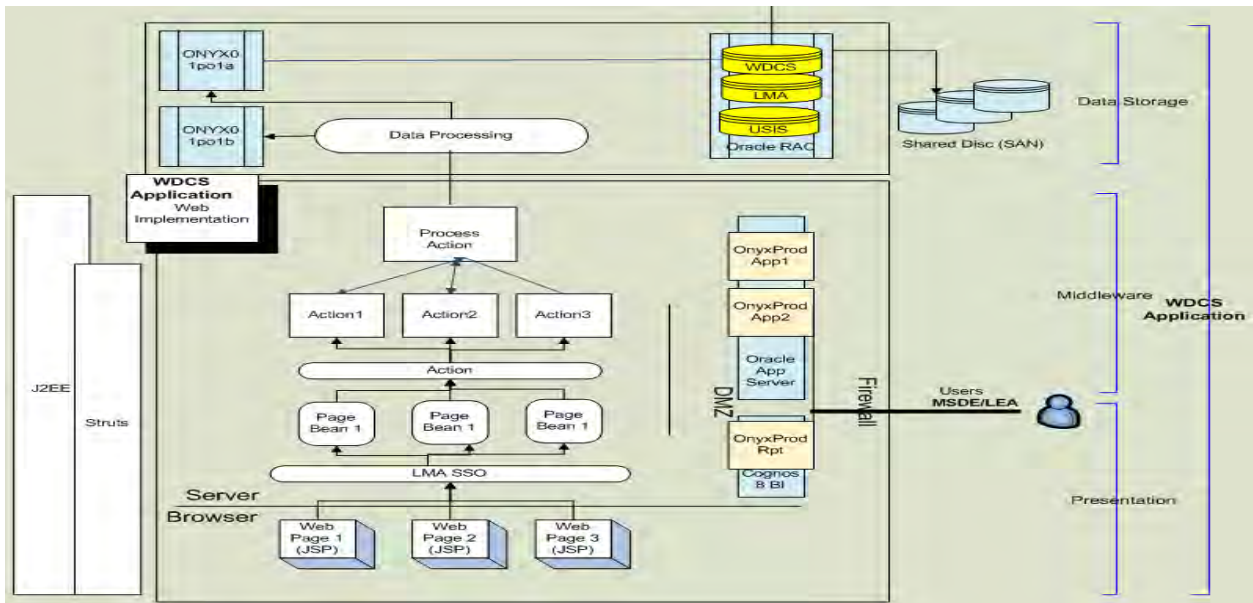 ONYX0
1po1a
ONYX0
1po1b
Data Processing
WDCS
LMA
USIS
Oracle RAC
Shared Disc (SAN)
Data Storage
WDCS
Application
Web
Implementation
Process
Action
Action1
Action2
Action3
Action
Page
Bean 1
Page
Bean 1
Page
Bean 1
LMA SSO
Server
Browser
Web
Page 1
(JSP)
Web
Page 2
(JSP)
Web
Page 3
(JSP)
J2EE
Struts
OnyxProd
App1
OnyxProd
App2
Oracle
App
Server
OnyxProd
Rpt
Cognos
8 BI
DMZ
Firewall
Users
MSDE/LEA
Middleware
WDCS
Application
Presentation